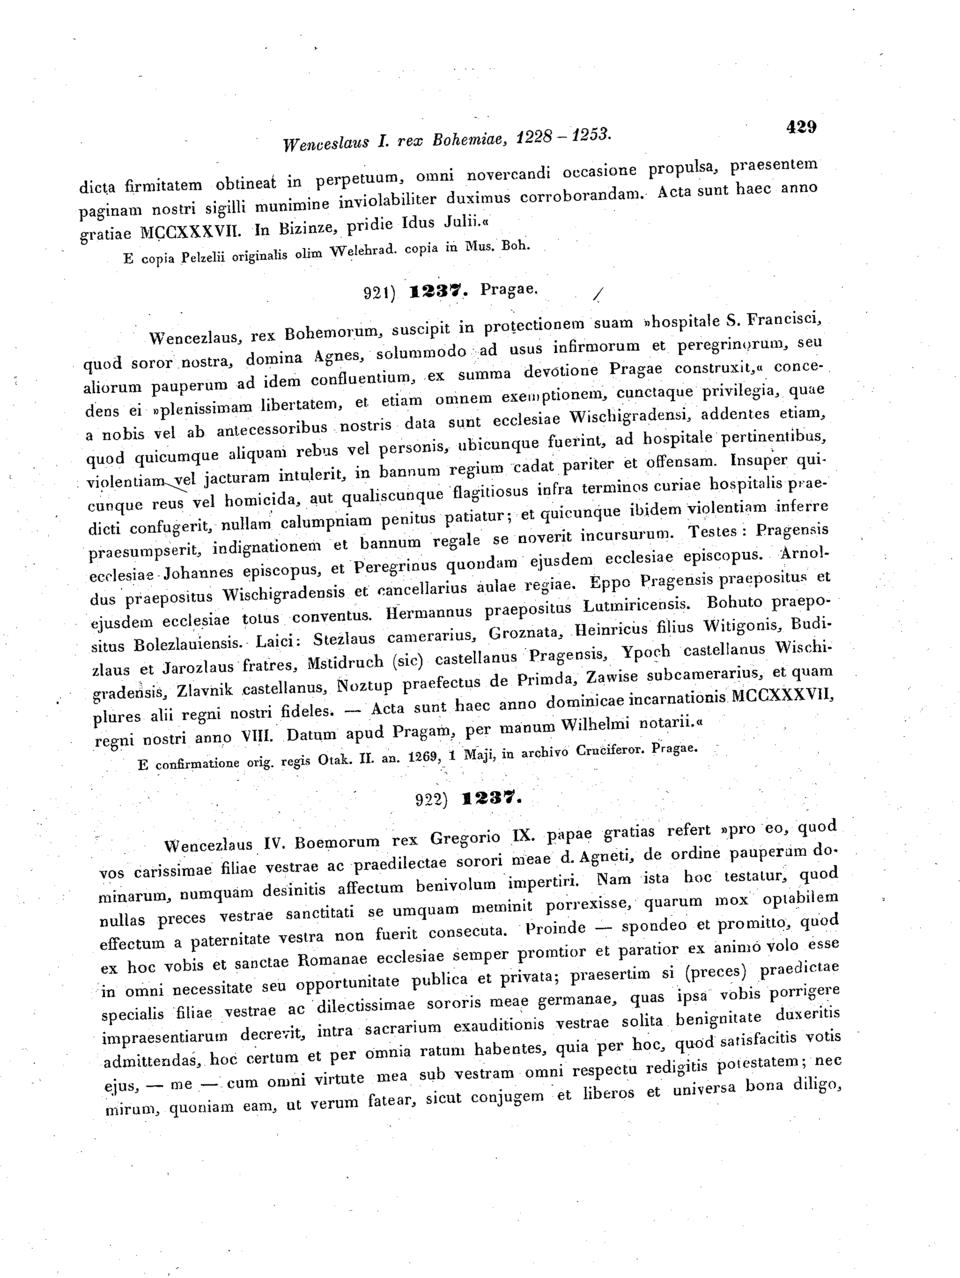 Wenceslaus I. rex Bohemiae, 1228 – 1253.
429
dicta firmitatem obtineat in perpetuum, omni novercandi occasione propulsa, praesentem
paginam nostri sigilli munimine inviolabiliter duximus corroborandam. Acta sunt haec anno
gratiae MCCXXXVII. In Bizinze, pridie Idus Julii.«
E copia Pelzelii originalis olim Welehrad. copia in Mus. Boh.
921) 1237. Pragae.
Wencezlaus, rex Bohemorum, suscipit in protectionem suam »hospitale S. Francisci,
quod soror nostra, domina Agnes, solummodo ad usus infirmorum et peregrinorum, seu
aliorum pauperum ad idem confluentium, ex summa devotione Pragae construxit,« conce-
dens ei »plenissimam libertatem, et etiam omnem exemptionem, cunctaque privilegia, quae
a nobis vel ab antecessoribus nostris data sunt ecclesiae Wischigradensi, addentes etiam,
quod quicumque aliquam rebus vel personis, ubicunque fuerint, ad hospitale pertinentibus,
violentiam vel jacturam intulerit, in bannum regium cadat pariter et offensam. Insuper qui-
cunque reus vel homicida, aut qualiscunque flagitiosus infra terminos curiae hospitalis prae-
dicti confugerit, nullam calumpniam penitus patiatur; et quicunque ibidem violentiam inferre
praesumpserit, indignationem et bannum regale se noverit incursurum. Testes: Pragensis
ecclesiae Johannes episcopus, et Peregrinus quondam ejusdem ecclesiae episcopus. Arnol-
dus praepositus Wischigradensis et cancellarius aulae regiae. Eppo Pragensis praepositus et
ejusdem ecclesiae totus conventus. Hermannus praepositus Lutmiricensis. Bohuto praepo-
situs Bolezlauiensis. Laici: Stezlaus camerarius, Groznata, Heinricus filius Witigonis, Budi-
zlaus et Jarozlaus fratres, Mstidruch (sic) castellanus Pragensis, Ypoch castellanus Wischi-
gradensis, Zlavnik castellanus, Noztup praefectus de Primda, Zawise subcamerarius, et quam
plures alii regni nostri fideles. — Acta sunt haec anno dominicae incarnationis MCCXXXVII,
regni nostri anno VIII. Datum apud Pragam, per manum Wilhelmi notarii.«
E confirmatione orig. regis Otak. II. an. 1269, 1 Maji, in archivo Cruciferor. Pragae.
922) 1237.
Wencezlaus IV. Boemorum rex Gregorio IX. papae gratias refert »pro eo, quod
vos carissimae filiae vestrae ac praedilectae sorori meae d. Agneti, de ordine pauperum do-
minarum, numquam desinitis affectum benivolum impertiri. Nam ista hoc testatur, quod
nullas preces vestrae sanctitati se umquam meminit porrexisse, quarum mox optabilem
effectum a paternitate vestra non fuerit consecuta. Proinde — spondeo et promitto, quod
ex hoc vobis et sanctae Romanae ecclesiae semper promtior et paratior ex animo volo esse
in omni necessitate seu opportunitate publica et privata; praesertim si (preces) praedictae
specialis filiae vestrae ac dilectissimae sororis meae germanae, quas ipsa vobis porrigere
impraesentiarum decrevit, intra sacrarium exauditionis vestrae solita benignitate duxeritis
admittendas, hoc certum et per omnia ratum habentes, quia per hoc, quod satisfacitis votis
ejus, — me — cum omni virtute mea sub vestram omni respectu redigitis potestatem; nec
mirum, quoniam eam, ut verum fatear, sicut conjugem et liberos et universa bona diligo,